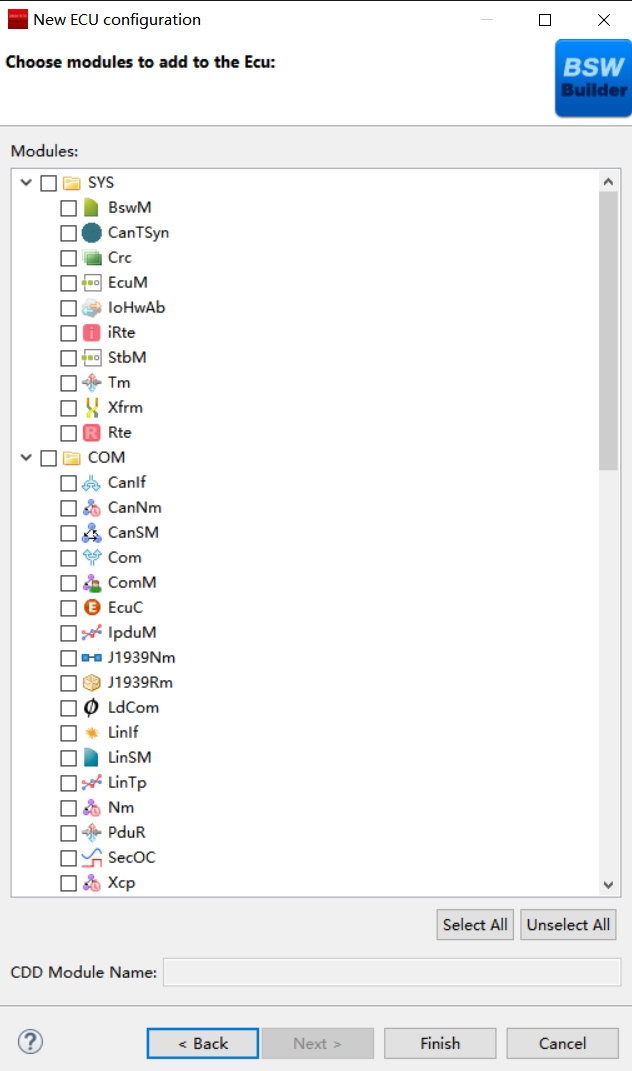 New ECU configuration
Choose modules to add to the Ecu:
BSW
Builder
Modules:
SYS
BswM
CanTSyn
Crc
EcuM
IoHwAb
iRte
StbM
Tm
Xfrm
Rte
COM
CanIf
CanNm
CanSM
Com
ComM
EcuC
IpduM
J1939Nm
J1939Rm
LdCom
LinIf
LinSM
LinTp
Nm
PduR
SecOC
Xcp
Select All Unselect All
CDD Module Name:
? < Back Next > Finish Cancel